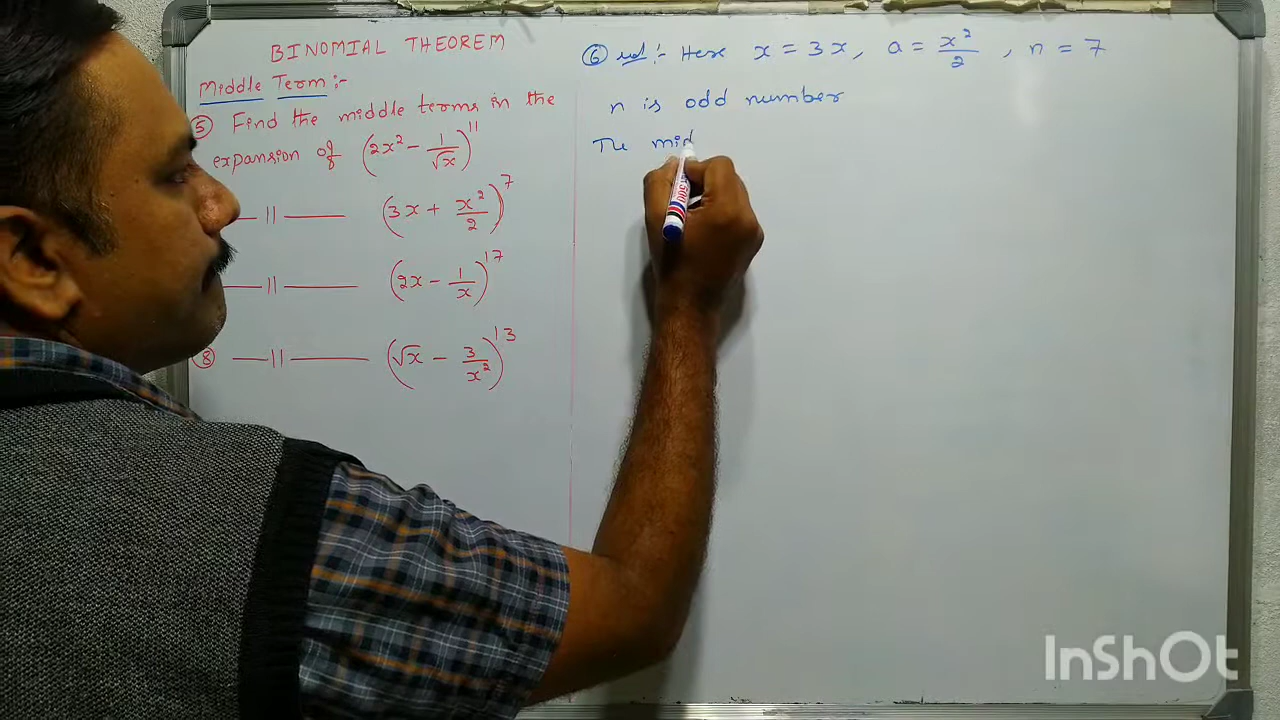 BINOMIAL THEOREM
Middle Term :-
⑤ Find the middle terms in the
expansion of (2x² - 1/√x)¹¹
—— 11 —— (3x + x²/2)⁷
—— 11 —— (2x - 1/x)¹⁷
⑧ —— 11 —— (√x - 3/x²)¹³
⑥ sol :- Here x = 3x, a = x²/2, n = 7
n is odd number
The mid
InShOt